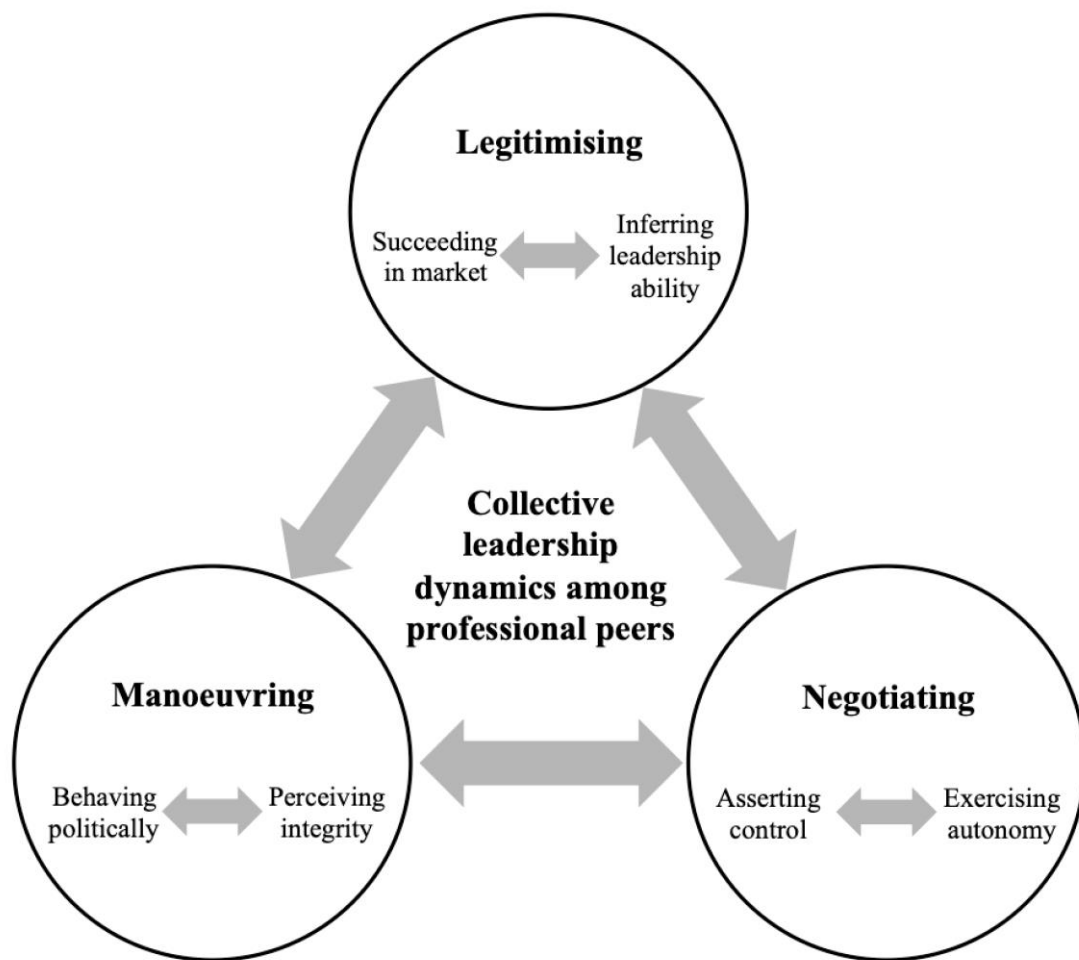 Legitimising
Succeeding
in market
Inferring
leadership
ability
Collective
leadership
dynamics among
professional peers
Manoeuvring
Behaving
politically
Perceiving
integrity
Negotiating
Asserting
control
Exercising
autonomy